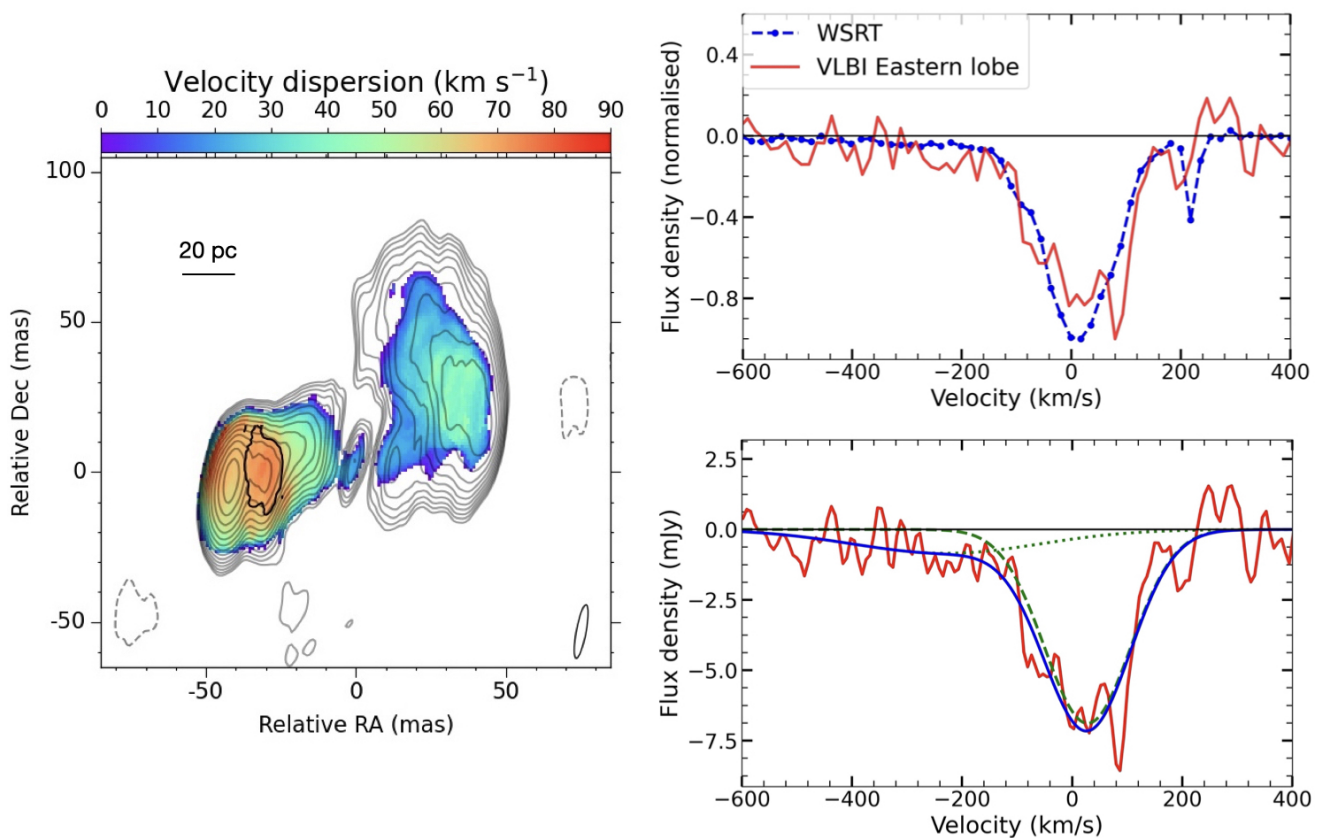 Velocity dispersion (km s−1)
0 10 20 30 40 50 60 70 80 90
100
50
0
-50
20 pc
Relative Dec (mas)
-50 0 50
Relative RA (mas)
WSRT
VLBI Eastern lobe
0.4
0.0
−0.4
−0.8
Flux density (normalised)
−600 −400 −200 0 200 400
Velocity (km/s)
2.5
0.0
−2.5
−5.0
−7.5
Flux density (mJy)
−600 −400 −200 0 200 400
Velocity (km/s)